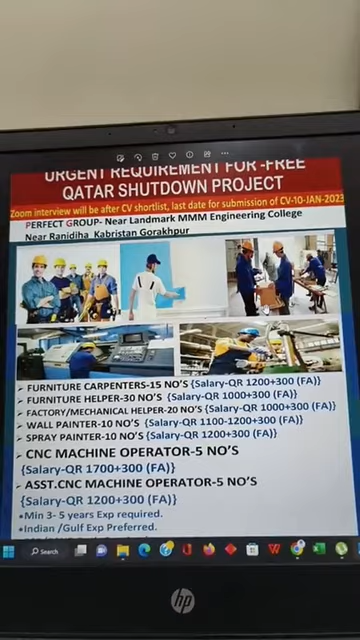 URGENT REQUIREMENT FOR -FREE
QATAR SHUTDOWN PROJECT
Zoom interview will be after CV shortlist, last date for submission of CV-10-JAN-2023
PERFECT GROUP- Near Landmark MMM Engineering College
Near Ranidiha Kabristan Gorakhpur
➢ FURNITURE CARPENTERS-15 NO'S {Salary-QR 1200+300 (FA)}
➢ FURNITURE HELPER-30 NO'S {Salary-QR 1000+300 (FA)}
➢ FACTORY/MECHANICAL HELPER-20 NO'S {Salary-QR 1000+300 (FA)}
➢ WALL PAINTER-10 NO'S {Salary-QR 1100-1200+300 (FA)}
➢ SPRAY PAINTER-10 NO'S {Salary-QR 1200+300 (FA)}
➢ CNC MACHINE OPERATOR-5 NO'S
{Salary-QR 1700+300 (FA)}
➢ ASST.CNC MACHINE OPERATOR-5 NO'S
{Salary-QR 1200+300 (FA)}
•Min 3- 5 years Exp required.
•Indian /Gulf Exp Preferred.
Search
hp